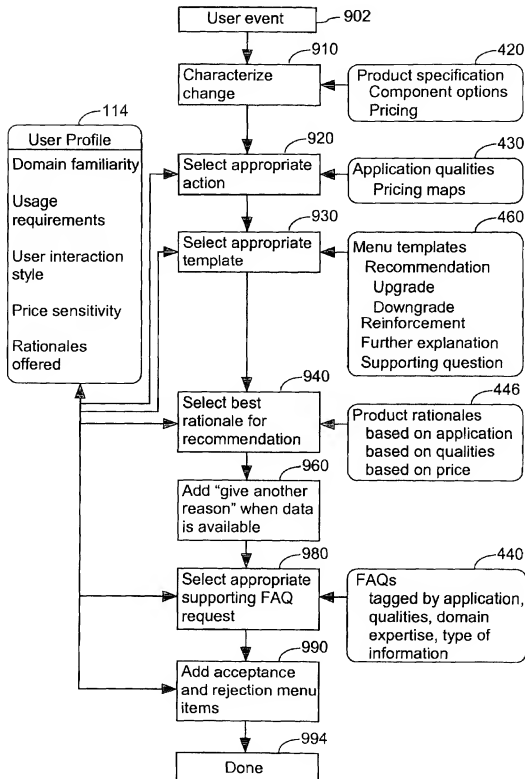 User event
902
910
Characterize
change
420
Product specification
Component options
Pricing
114
User Profile
Domain familiarity
Usage
requirements
User interaction
style
Price sensitivity
Rationales
offered
920
Select appropriate
action
430
Application qualities
Pricing maps
930
Select appropriate
template
460
Menu templates
Recommendation
Upgrade
Downgrade
Reinforcement
Further explanation
Supporting question
940
Select best
rationale for
recommendation
446
Product rationales
based on application
based on qualities
based on price
960
Add "give another
reason" when data
is available
980
Select appropriate
supporting FAQ
request
440
FAQs
tagged by application,
qualities, domain
expertise, type of
information
990
Add acceptance
and rejection menu
items
994
Done